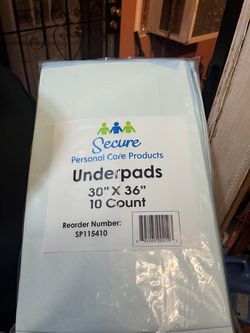 Secure
Personal Care Products
Underpads
30" X 36"
10 Count
Reorder Number:
SP115410